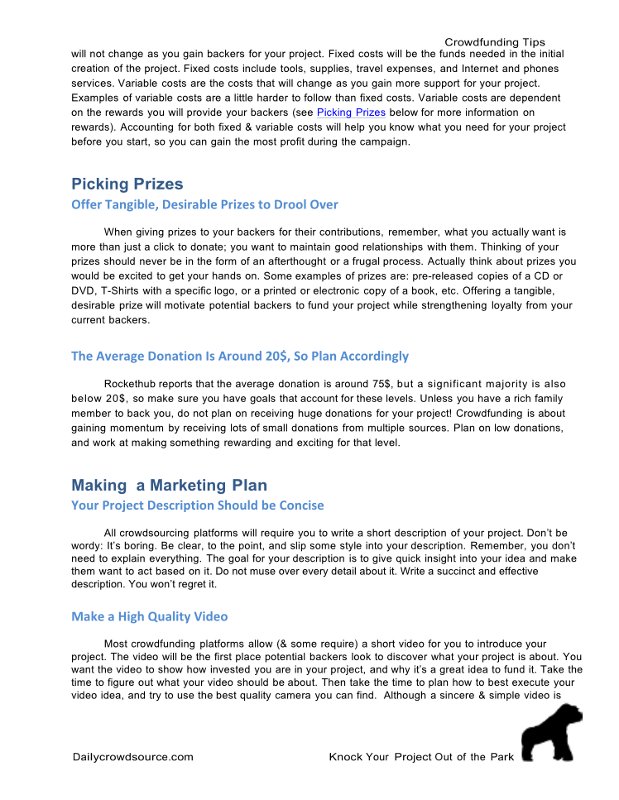 Crowdfunding Tips
will not change as you gain backers for your project. Fixed costs will be the funds needed in the initial
creation of the project. Fixed costs include tools, supplies, travel expenses, and Internet and phones
services. Variable costs are the costs that will change as you gain more support for your project.
Examples of variable costs are a little harder to follow than fixed costs. Variable costs are dependent
on the rewards you will provide your backers (see Picking Prizes below for more information on
rewards). Accounting for both fixed & variable costs will help you know what you need for your project
before you start, so you can gain the most profit during the campaign.
Picking Prizes
Offer Tangible, Desirable Prizes to Drool Over
When giving prizes to your backers for their contributions, remember, what you actually want is
more than just a click to donate; you want to maintain good relationships with them. Thinking of your
prizes should never be in the form of an afterthought or a frugal process. Actually think about prizes you
would be excited to get your hands on. Some examples of prizes are: pre-released copies of a CD or
DVD, T-Shirts with a specific logo, or a printed or electronic copy of a book, etc. Offering a tangible,
desirable prize will motivate potential backers to fund your project while strengthening loyalty from your
current backers.
The Average Donation Is Around 20$, So Plan Accordingly
Rockethub reports that the average donation is around 75$, but a significant majority is also
below 20$, so make sure you have goals that account for these levels. Unless you have a rich family
member to back you, do not plan on receiving huge donations for your project! Crowdfunding is about
gaining momentum by receiving lots of small donations from multiple sources. Plan on low donations,
and work at making something rewarding and exciting for that level.
Making a Marketing Plan
Your Project Description Should be Concise
All crowdsourcing platforms will require you to write a short description of your project. Don't be
wordy: It's boring. Be clear, to the point, and slip some style into your description. Remember, you don't
need to explain everything. The goal for your description is to give quick insight into your idea and make
them want to act based on it. Do not muse over every detail about it. Write a succinct and effective
description. You won't regret it.
Make a High Quality Video
Most crowdfunding platforms allow (& some require) a short video for you to introduce your
project. The video will be the first place potential backers look to discover what your project is about. You
want the video to show how invested you are in your project, and why it's a great idea to fund it. Take the
time to figure out what your video should be about. Then take the time to plan how to best execute your
video idea, and try to use the best quality camera you can find. Although a sincere & simple video is
Dailycrowdsource.com
Knock Your Project Out of the Park